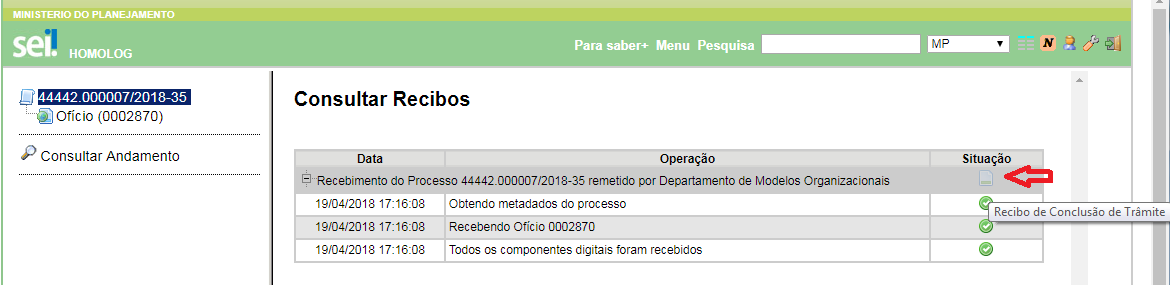 MINISTERIO DO PLANEJAMENTO
sei! HOMOLOG
Para saber+ Menu Pesquisa MP N
44442.000007/2018-35
Ofício (0002870)
Consultar Andamento
Consultar Recibos
Data Operação Situação
Recebimento do Processo 44442.000007/2018-35 remetido por Departamento de Modelos Organizacionais
19/04/2018 17:16:08 Obtendo metadados do processo
Recibo de Conclusão de Trâmite
19/04/2018 17:16:08 Recebendo Ofício 0002870
19/04/2018 17:16:08 Todos os componentes digitais foram recebidos